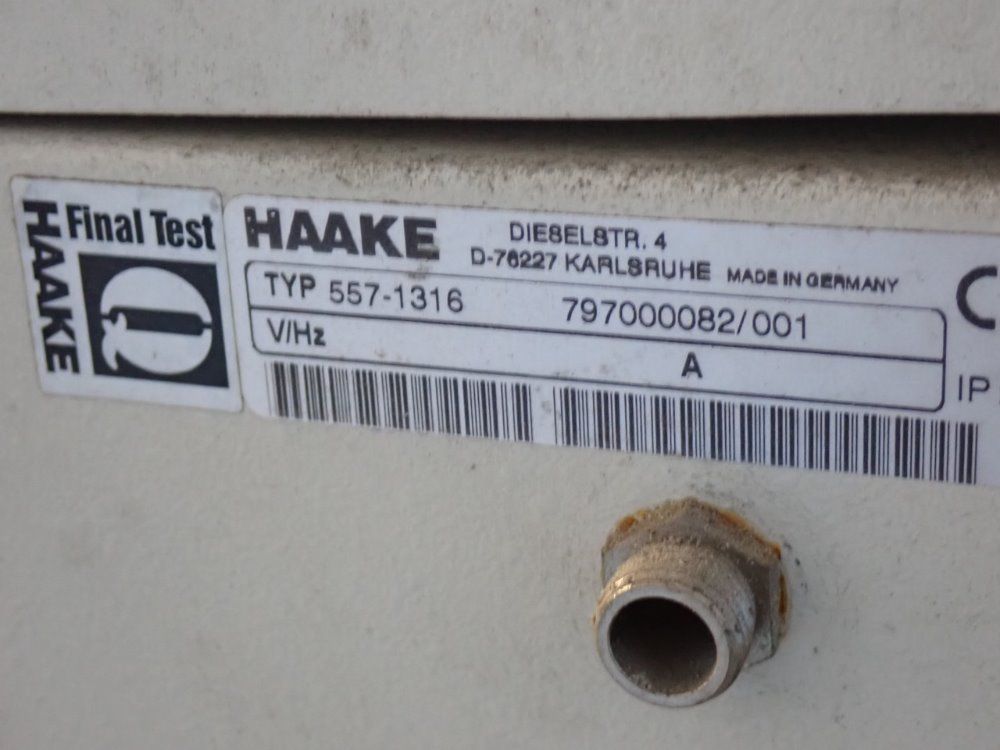 HAAKE
Final Test
HAAKE
DIESELSTR. 4
D-76227 KARLSRUHE MADE IN GERMANY
TYP 557-1316 797000082/001
V/Hz A
IP